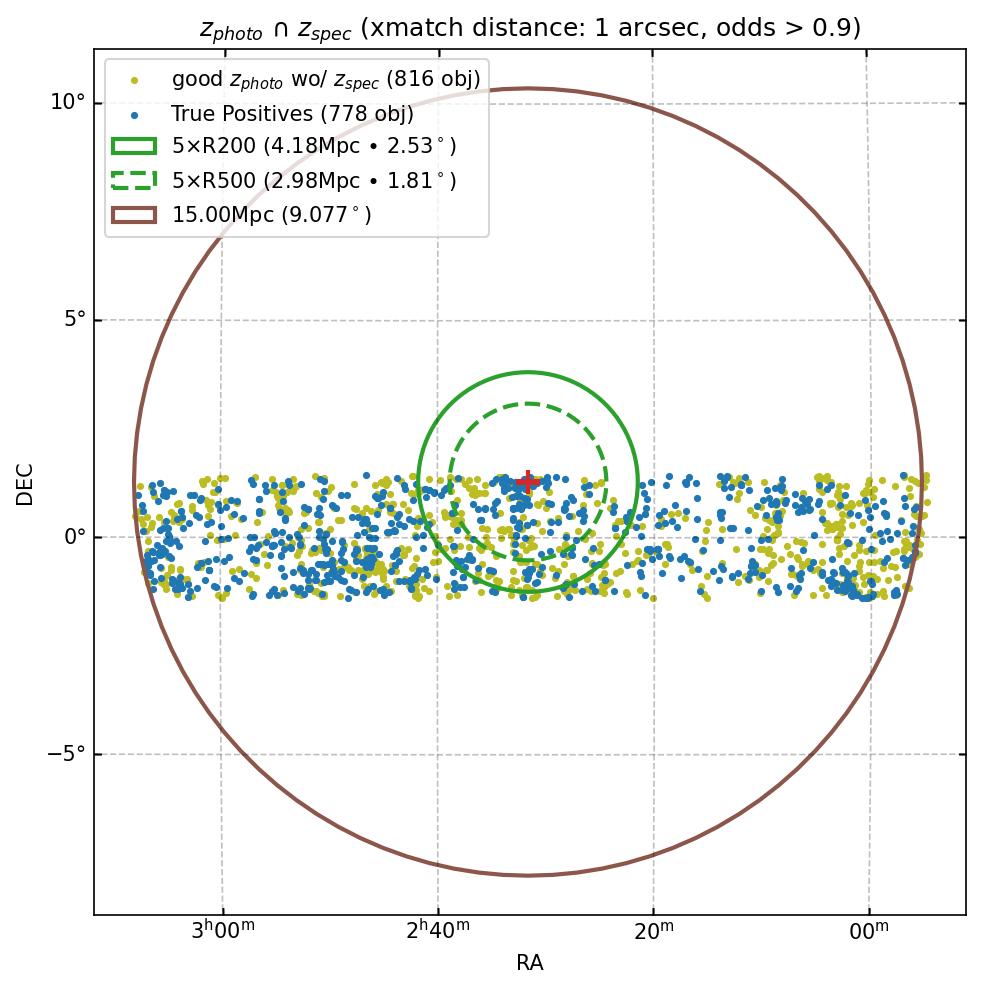 z_photo ∩ z_spec (xmatch distance: 1 arcsec, odds > 0.9)
good z_photo wo/ z_spec (816 obj)
True Positives (778 obj)
5×R200 (4.18Mpc • 2.53°)
5×R500 (2.98Mpc • 1.81°)
15.00Mpc (9.077°)
10°
5°
0°
−5°
DEC
3h00m 2h40m 20m 00m
RA